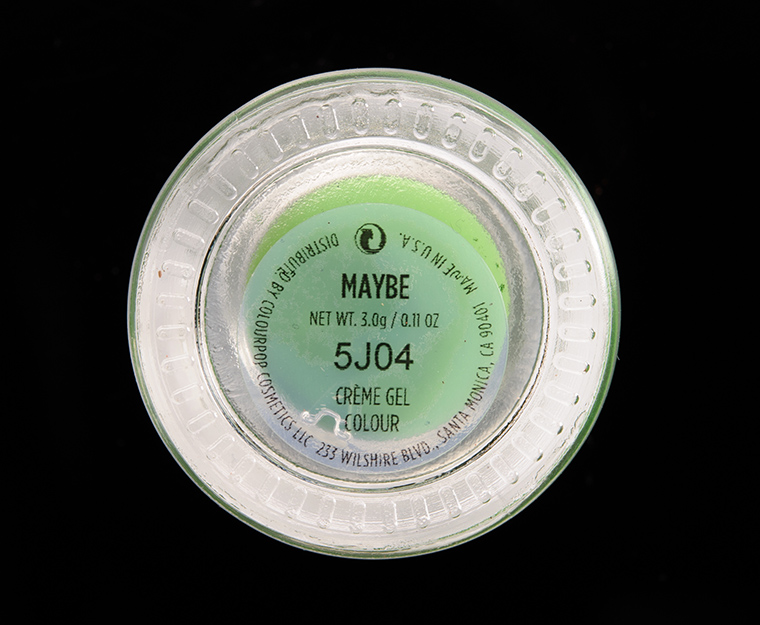 MAYBE
NET WT. 3.0g / 0.11 OZ
5J04
CRÈME GEL
COLOUR
DISTRIBUTED BY COLOURPOP COSMETICS LLC 233 WILSHIRE BLVD., SANTA MONICA, CA 90401 MADE IN U.S.A.